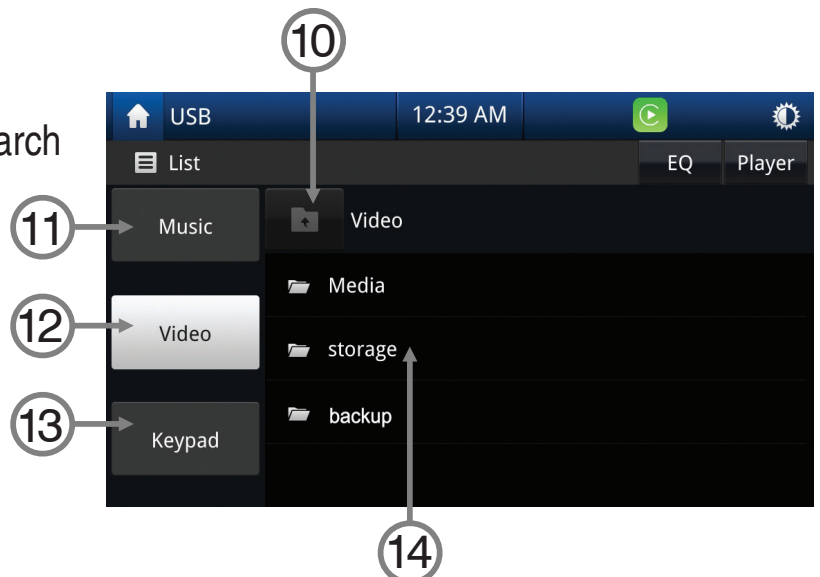 10
USB 12:39 AM
arch
List EQ Player
11 Music Video
Media
12 Video storage
13 Keypad backup
14